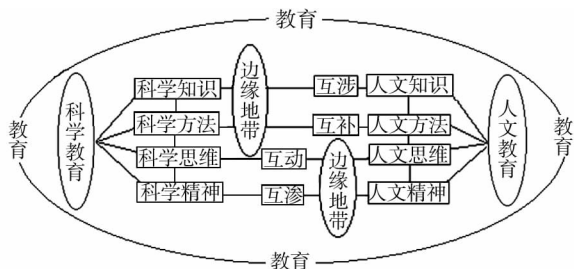 教育
科学知识 边缘地带 互涉 人文知识
科学教育 科学方法 互补 人文方法 人文教育
教育 教育
科学思维 互动 边缘地带 人文思维
科学精神 互渗 人文精神
教育